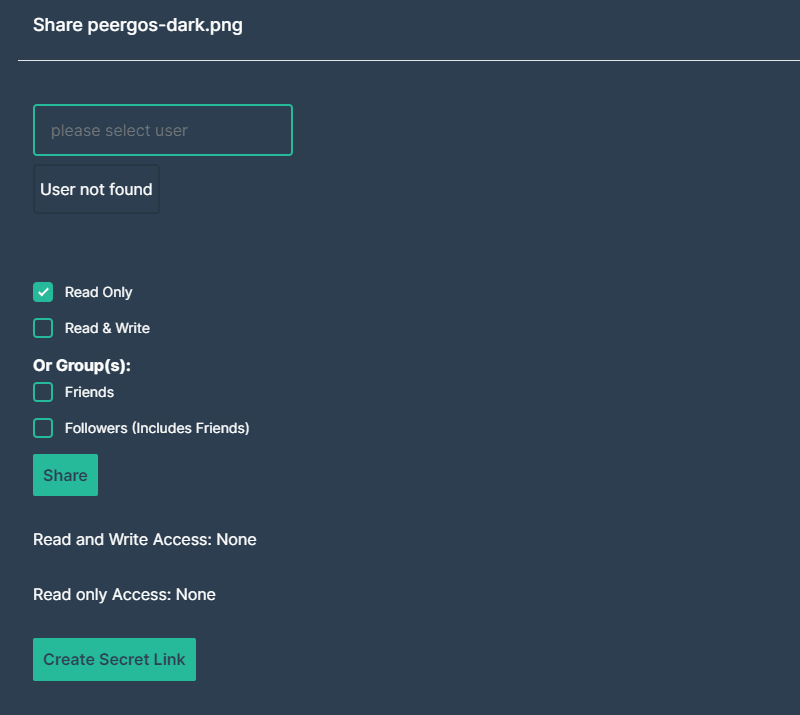 Share peergos-dark.png
please select user
User not found
Read Only
Read & Write
Or Group(s):
Friends
Followers (Includes Friends)
Share
Read and Write Access: None
Read only Access: None
Create Secret Link